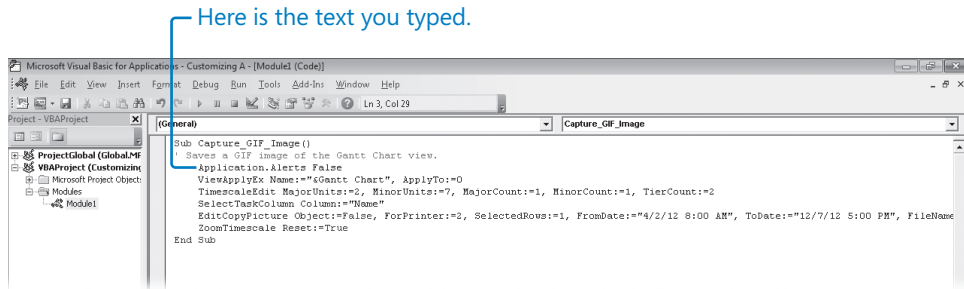 Here is the text you typed.
Microsoft Visual Basic for Applications - Customizing A - [Module1 (Code)]
File Edit View Insert Format Debug Run Tools Add-Ins Window Help
Ln 3, Col 29
Project - VBAProject
(General) Capture_GIF_Image
ProjectGlobal (Global.MF
VBAProject (Customizing
Microsoft Project Objects
Modules
Module1
Sub Capture_GIF_Image()
' Saves a GIF image of the Gantt Chart view.
Application.Alerts False
ViewApplyEx Name:="&Gantt Chart", ApplyTo:=0
TimescaleEdit MajorUnits:=2, MinorUnits:=7, MajorCount:=1, MinorCount:=1, TierCount:=2
SelectTaskColumn Column:="Name"
EditCopyPicture Object:=False, ForPrinter:=2, SelectedRows:=1, FromDate:="4/2/12 8:00 AM", ToDate:="12/7/12 5:00 PM", FileName
ZoomTimescale Reset:=True
End Sub